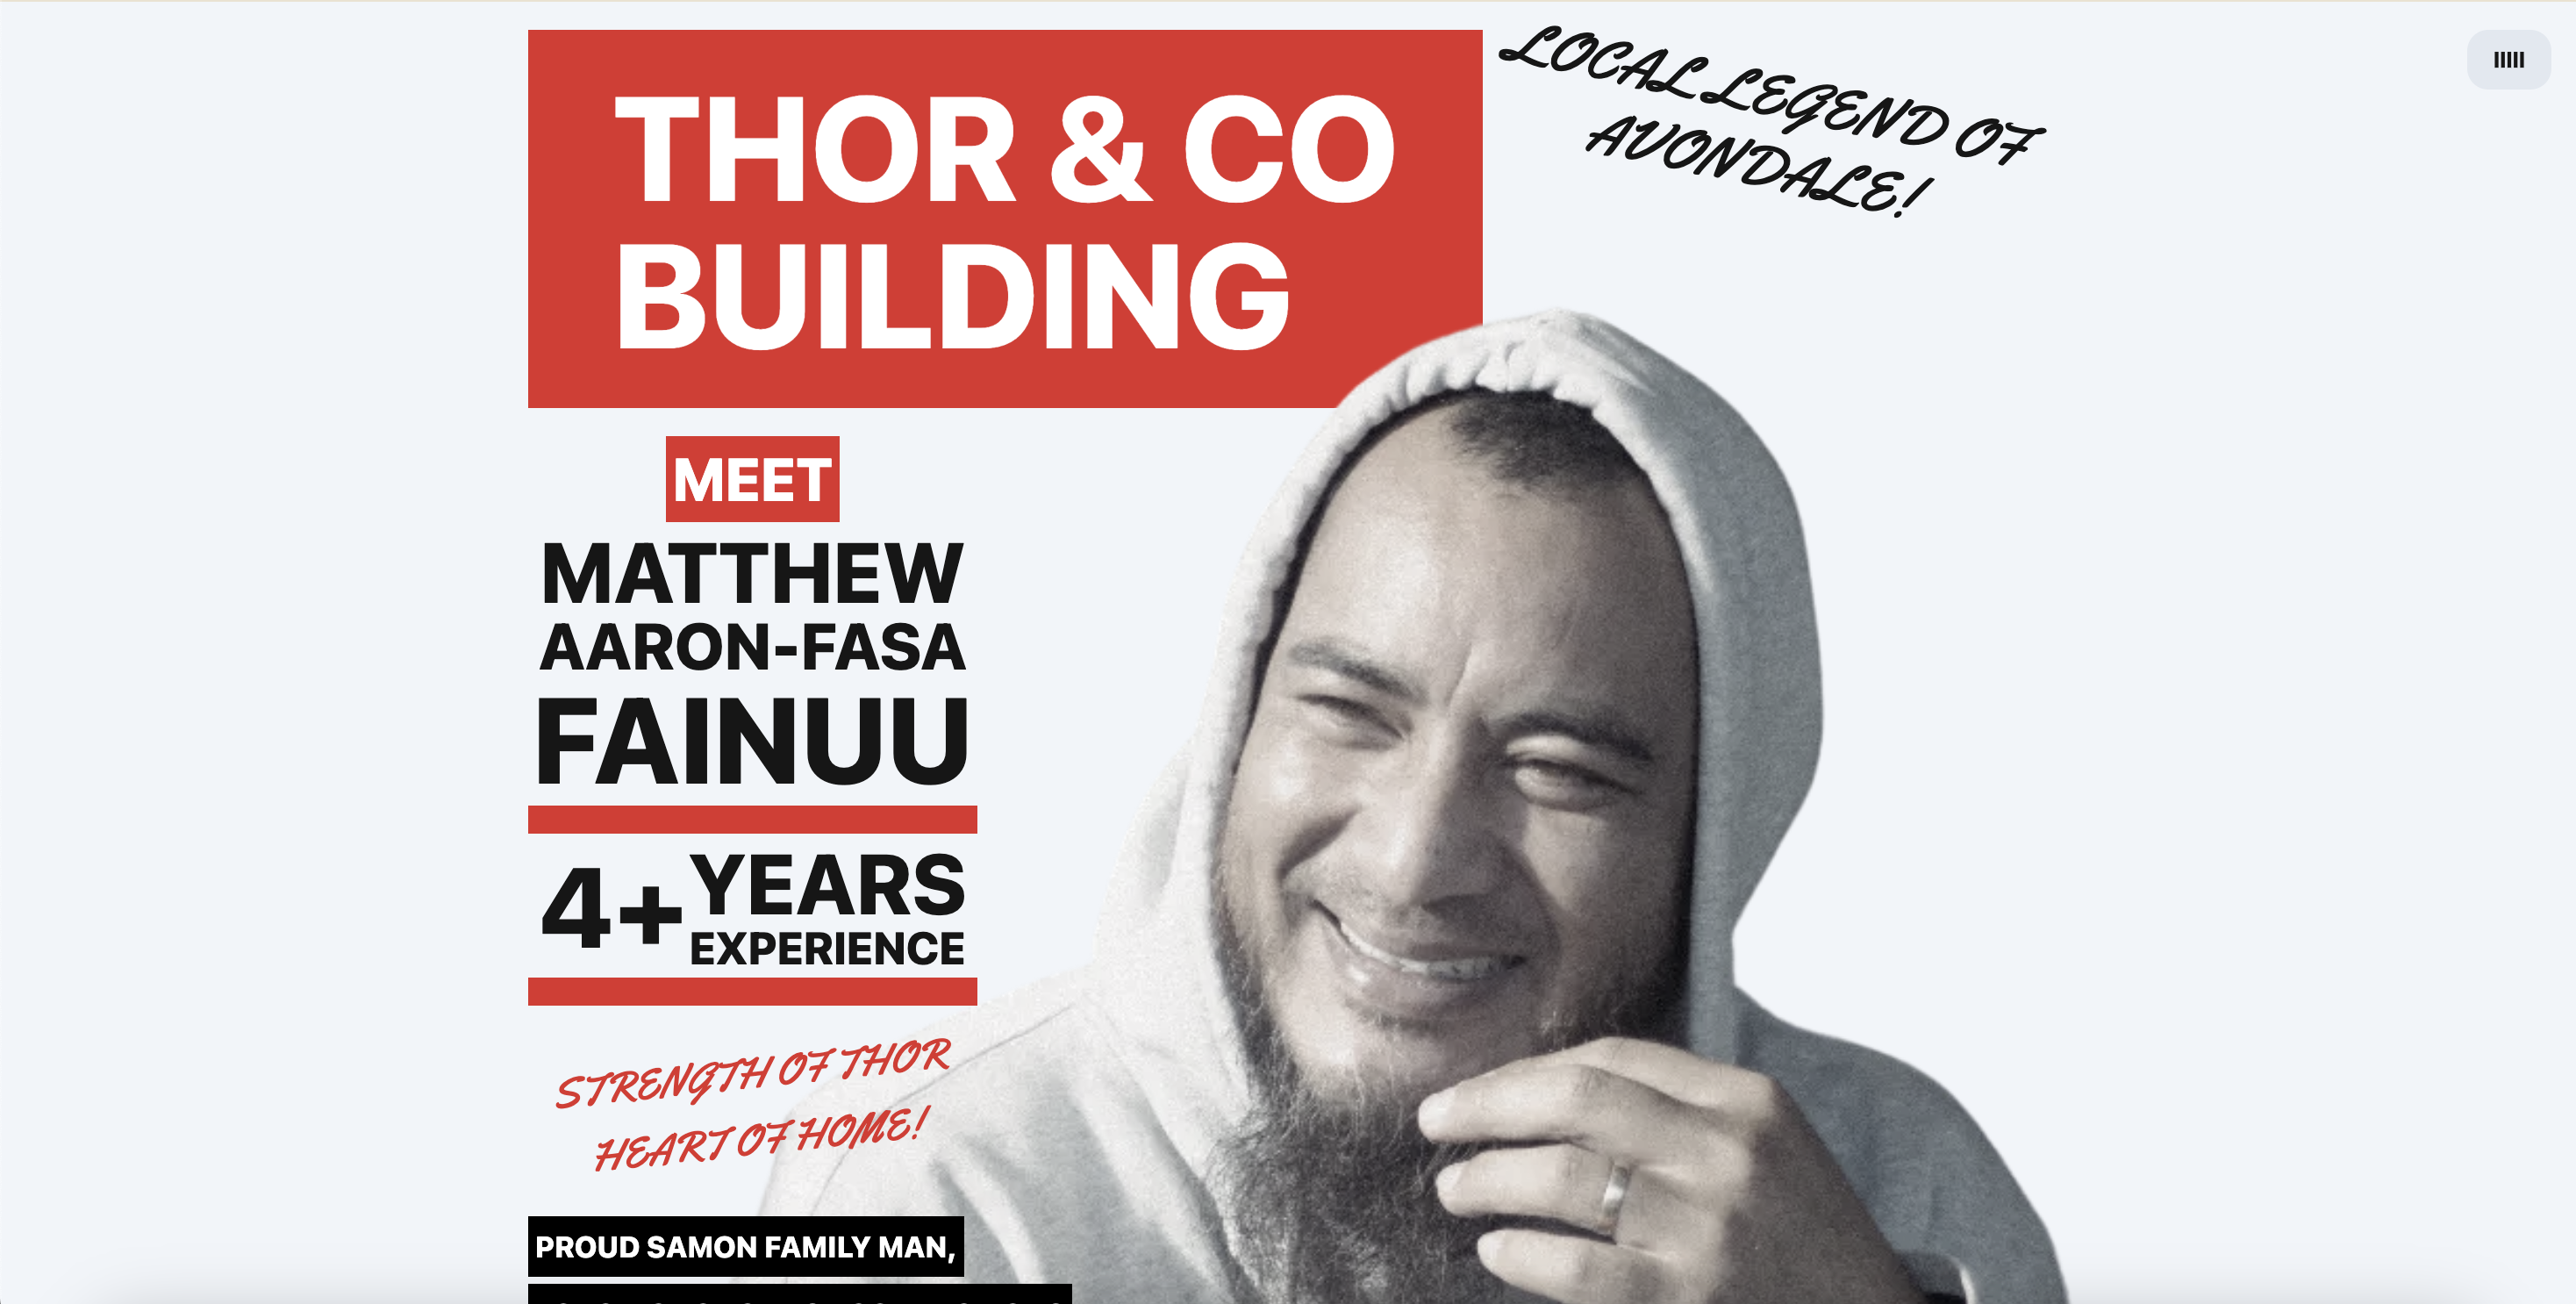 THOR & CO
BUILDING
LOCAL LEGEND OF
AVONDALE!
MEET
MATTHEW
AARON-FASA
FAINUU
4+ YEARS
EXPERIENCE
STRENGTH OF THOR
HEART OF HOME!
PROUD SAMON FAMILY MAN,